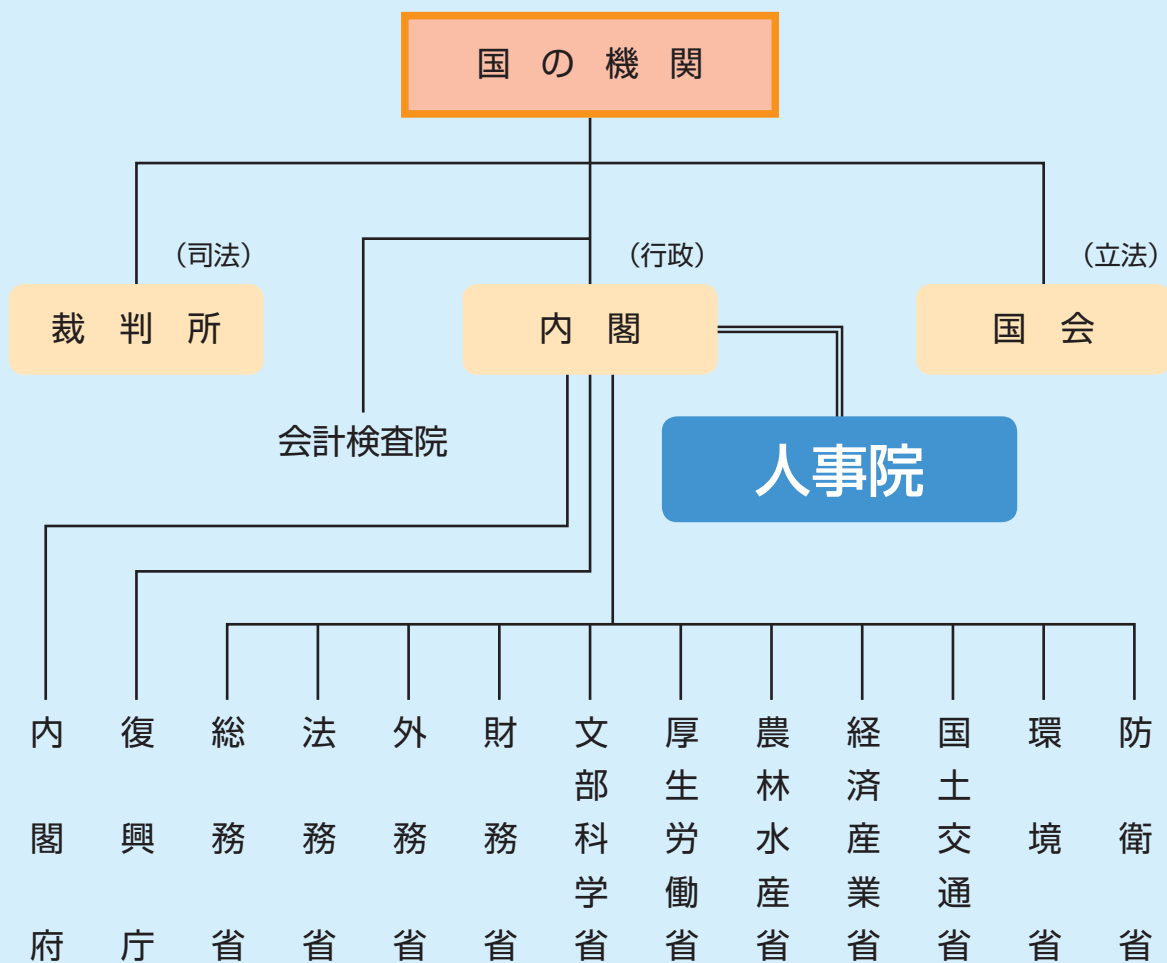 国の機関
（司法）
（行政）
（立法）
裁判所
内閣
国会
会計検査院
人事院
内閣府
復興庁
総務省
法務省
外務省
財務省
文部科学省
厚生労働省
農林水産省
経済産業省
国土交通省
環境省
防衛省